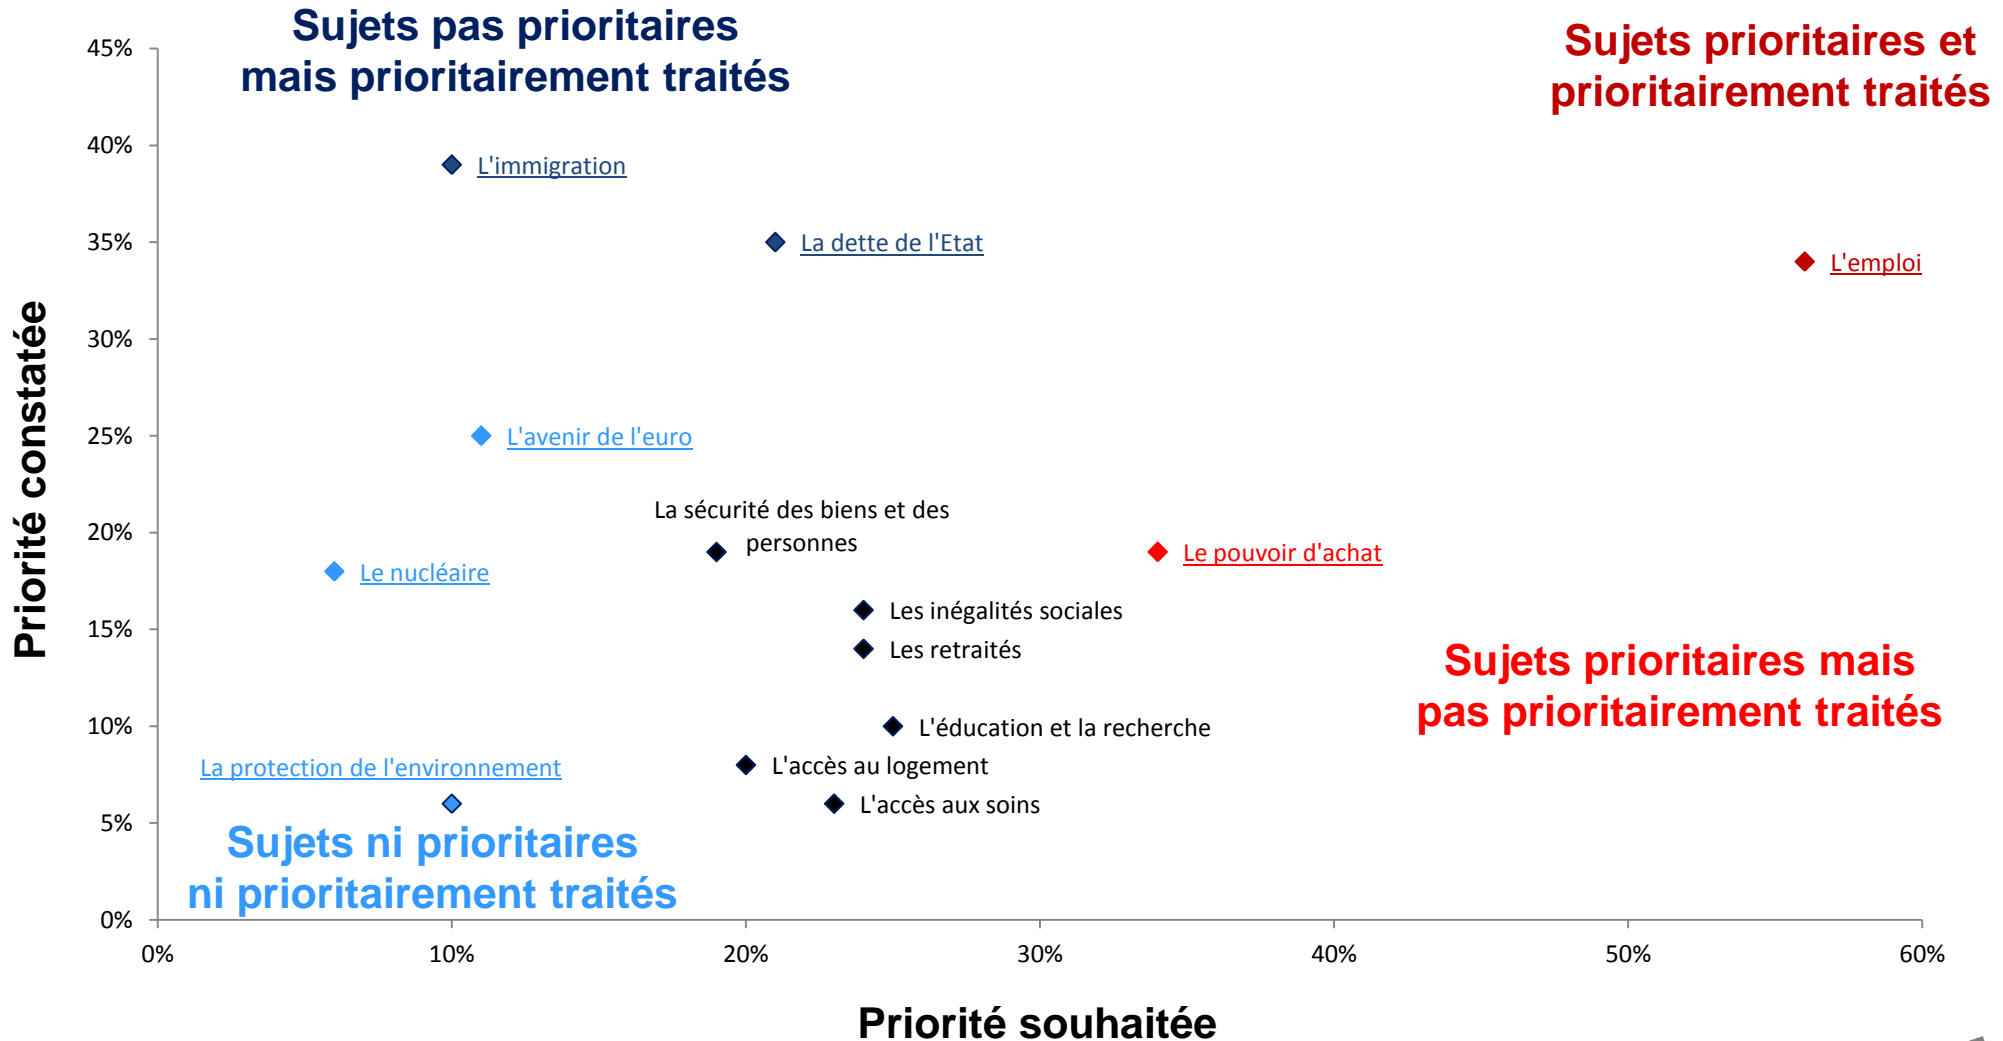 Sujets pas prioritaires
mais prioritairement traités
Sujets prioritaires et
prioritairement traités
45%
40%
35%
30%
25%
20%
15%
10%
5%
0%
Priorité constatée
L'immigration
La dette de l'Etat
L'emploi
L'avenir de l'euro
La sécurité des biens et des
personnes
Le pouvoir d'achat
Le nucléaire
Les inégalités sociales
Les retraités
Sujets prioritaires mais
pas prioritairement traités
L'éducation et la recherche
La protection de l'environnement
L'accès au logement
L'accès aux soins
Sujets ni prioritaires
ni prioritairement traités
0%
10%
20%
30%
40%
50%
60%
Priorité souhaitée